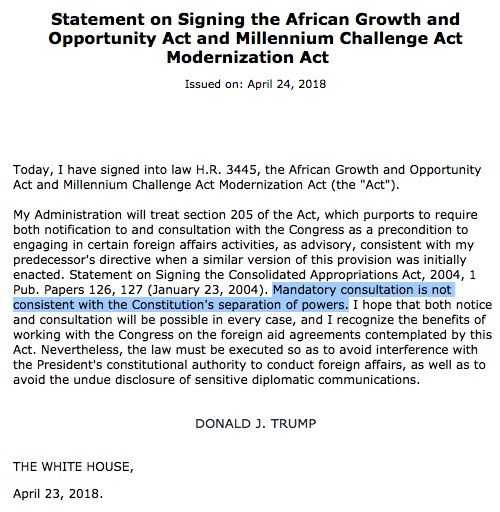 Statement on Signing the African Growth and
Opportunity Act and Millennium Challenge Act
Modernization Act
Issued on: April 24, 2018
Today, I have signed into law H.R. 3445, the African Growth and Opportunity
Act and Millennium Challenge Act Modernization Act (the "Act").
My Administration will treat section 205 of the Act, which purports to require
both notification to and consultation with the Congress as a precondition to
engaging in certain foreign affairs activities, as advisory, consistent with my
predecessor's directive when a similar version of this provision was initially
enacted. Statement on Signing the Consolidated Appropriations Act, 2004, 1
Pub. Papers 126, 127 (January 23, 2004). Mandatory consultation is not
consistent with the Constitution's separation of powers. I hope that both notice
and consultation will be possible in every case, and I recognize the benefits of
working with the Congress on the foreign aid agreements contemplated by this
Act. Nevertheless, the law must be executed so as to avoid interference with
the President's constitutional authority to conduct foreign affairs, as well as to
avoid the undue disclosure of sensitive diplomatic communications.
DONALD J. TRUMP
THE WHITE HOUSE,
April 23, 2018.